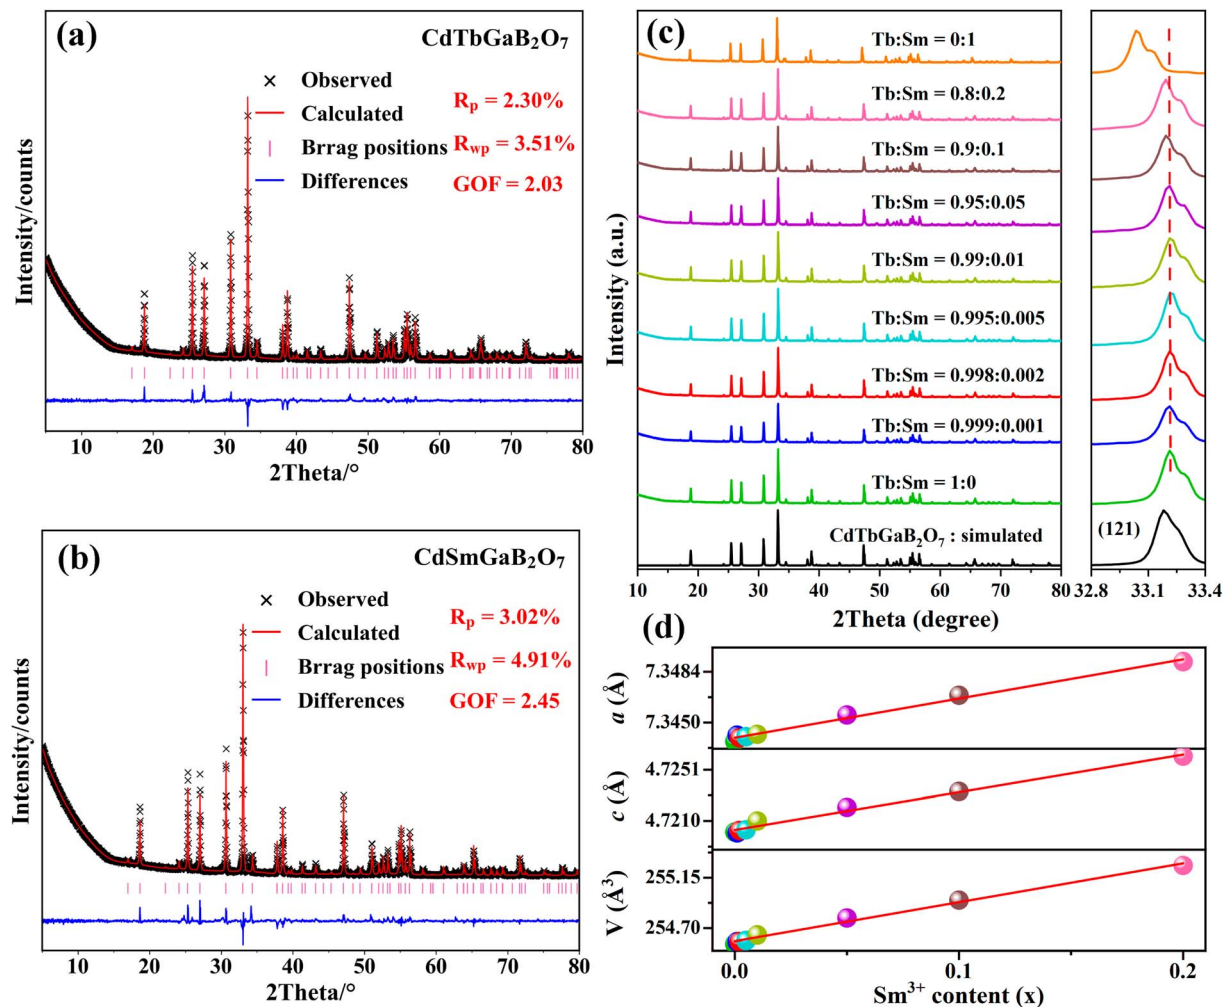 (a)
CdTbGaB₂O₇
Observed
Calculated
Brrag positions
Differences
Rₚ = 2.30%
R_wp = 3.51%
GOF = 2.03
Intensity/counts
10 20 30 40 50 60 70 80
2Theta/°
(b)
CdSmGaB₂O₇
Observed
Calculated
Brrag positions
Differences
Rₚ = 3.02%
R_wp = 4.91%
GOF = 2.45
Intensity/counts
10 20 30 40 50 60 70 80
2Theta/°
(c)
Tb:Sm = 0:1
Tb:Sm = 0.8:0.2
Tb:Sm = 0.9:0.1
Tb:Sm = 0.95:0.05
Tb:Sm = 0.99:0.01
Tb:Sm = 0.995:0.005
Tb:Sm = 0.998:0.002
Tb:Sm = 0.999:0.001
Tb:Sm = 1:0
CdTbGaB₂O₇ : simulated
(121)
Intensity (a.u.)
10 20 30 40 50 60 70 80
32.8 33.1 33.4
2Theta (degree)
(d)
a (Å)
7.3484
7.3450
c (Å)
4.7251
4.7210
V (Å³)
255.15
254.70
0.0 0.1 0.2
Sm³⁺ content (x)